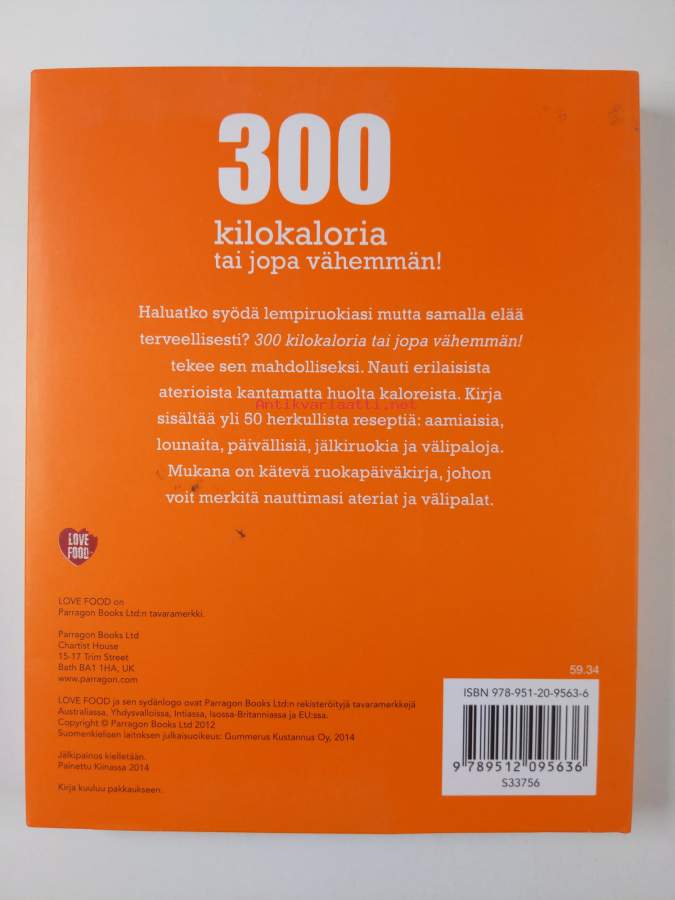 300
kilokaloria
tai jopa vähemmän!
Haluatko syödä lempiruokiasi mutta samalla elää
terveellisesti? 300 kilokaloria tai jopa vähemmän!
tekee sen mahdolliseksi. Nauti erilaisista
aterioista kantamatta huolta kaloreista. Kirja
Antikvariaatti.net
sisältää yli 50 herkullista reseptiä: aamiaisia,
lounaita, päivällisiä, jälkiruokia ja välipaloja.
Mukana on kätevä ruokapäiväkirja, johon
voit merkitä nauttimasi ateriat ja välipalat.
LOVE
FOOD
LOVE FOOD on
Parragon Books Ltd:n tavaramerkki.
Parragon Books Ltd
Chartist House
15-17 Trim Street
Bath BA1 1HA, UK
www.parragon.com
59.34
LOVE FOOD ja sen sydänlogo ovat Parragon Books Ltd:n rekisteröityjä tavaramerkkejä
Australiassa, Yhdysvalloissa, Intiassa, Isossa-Britanniassa ja EU:ssa.
Copyright © Parragon Books Ltd 2012
Suomenkielisen laitoksen julkaisuoikeus: Gummerus Kustannus Oy, 2014
Jälkipainos kielletään.
Painettu Kiinassa 2014
Kirja kuuluu pakkaukseen.
ISBN 978-951-20-9563-6
9 789512 095636
S33756